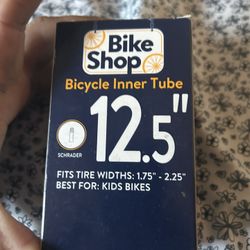 Bike
Shop
Bicycle Inner Tube
12.5"
SCHRADER
FITS TIRE WIDTHS: 1.75" - 2.25"
BEST FOR: KIDS BIKES